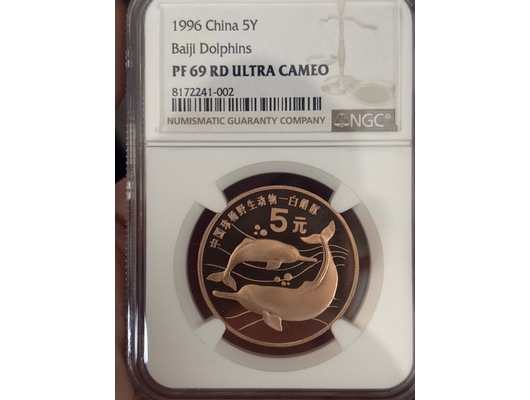 1996 China 5Y
Baiji Dolphins
PF 69 RD ULTRA CAMEO
8172241-002
NUMISMATIC GUARANTY COMPANY
NGC®
中国珍稀野生动物—白鱀豚
5元